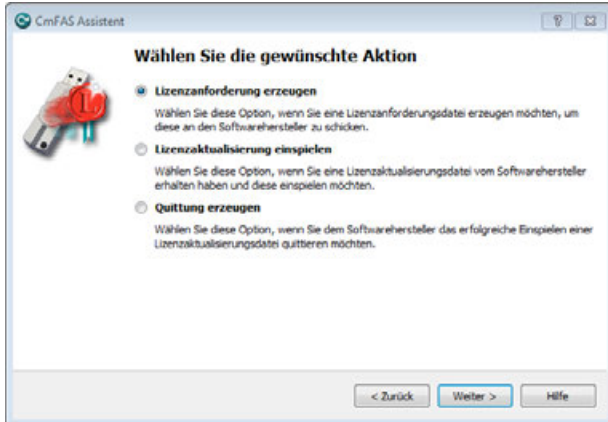 CmFAS Assistent
Wählen Sie die gewünschte Aktion
Lizenzanforderung erzeugen
Wählen Sie diese Option, wenn Sie eine Lizenzanforderungsdatei erzeugen möchten, um
diese an den Softwarehersteller zu schicken.
Lizenzaktualisierung einspielen
Wählen Sie diese Option, wenn Sie eine Lizenzaktualisierungsdatei vom Softwarehersteller
erhalten haben und diese einspielen möchten.
Quittung erzeugen
Wählen Sie diese Option, wenn Sie dem Softwarehersteller das erfolgreiche Einspielen einer
Lizenzaktualisierungsdatei quittieren möchten.
< Zurück Weiter > Hilfe